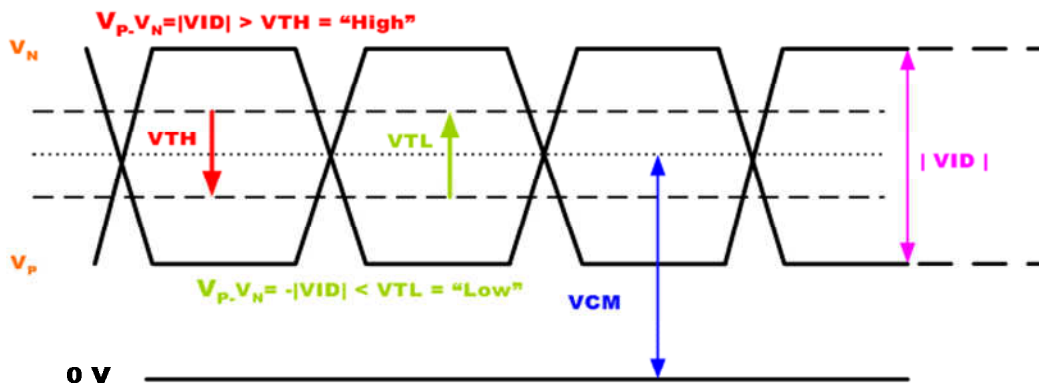 VP-VN=|VID| > VTH = “High”
VN
VTH
VTL
| VID |
VP
VP-VN= -|VID| < VTL = “Low”
VCM
0 V